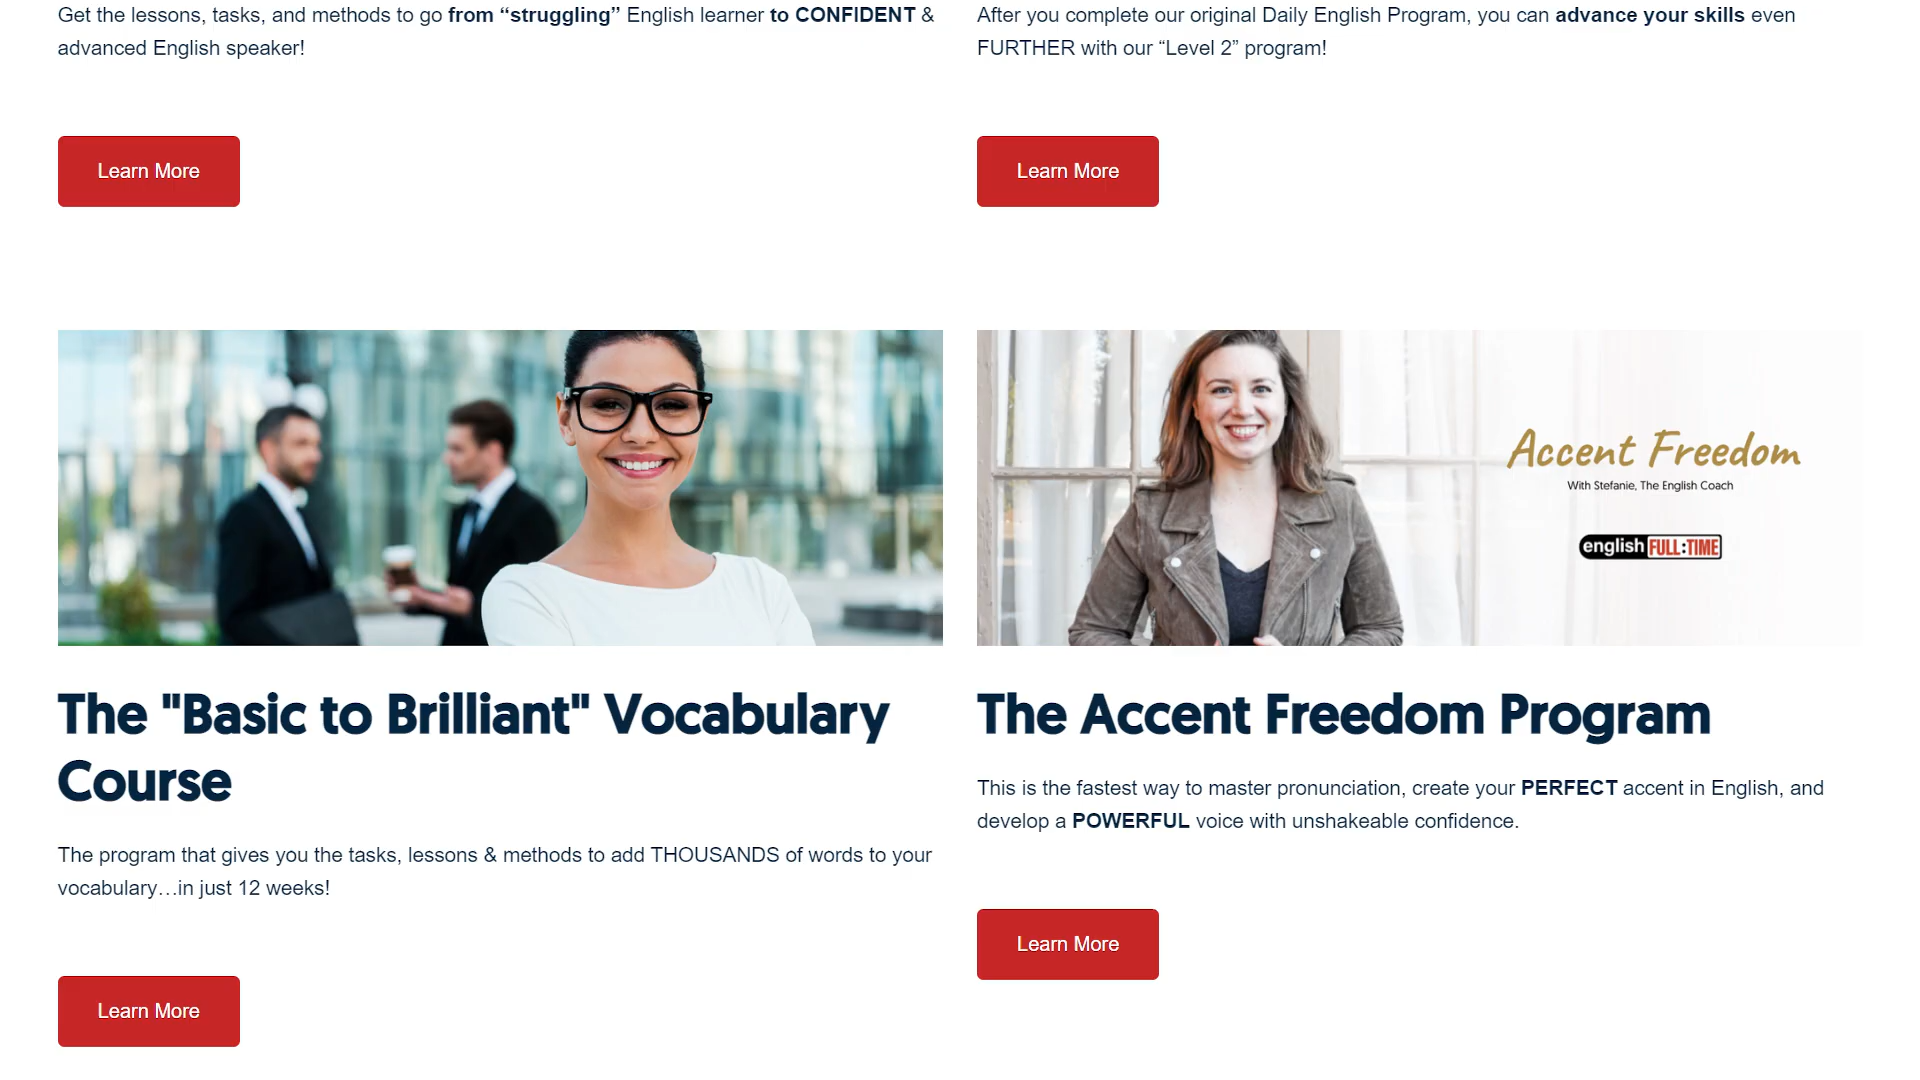 Get the lessons, tasks, and methods to go from “struggling” English learner to CONFIDENT &
advanced English speaker!
Learn More
After you complete our original Daily English Program, you can advance your skills even
FURTHER with our “Level 2” program!
Learn More
The "Basic to Brilliant" Vocabulary
Course
The program that gives you the tasks, lessons & methods to add THOUSANDS of words to your
vocabulary…in just 12 weeks!
Learn More
Accent Freedom
With Stefanie, The English Coach
english FULL:TIME
The Accent Freedom Program
This is the fastest way to master pronunciation, create your PERFECT accent in English, and
develop a POWERFUL voice with unshakeable confidence.
Learn More